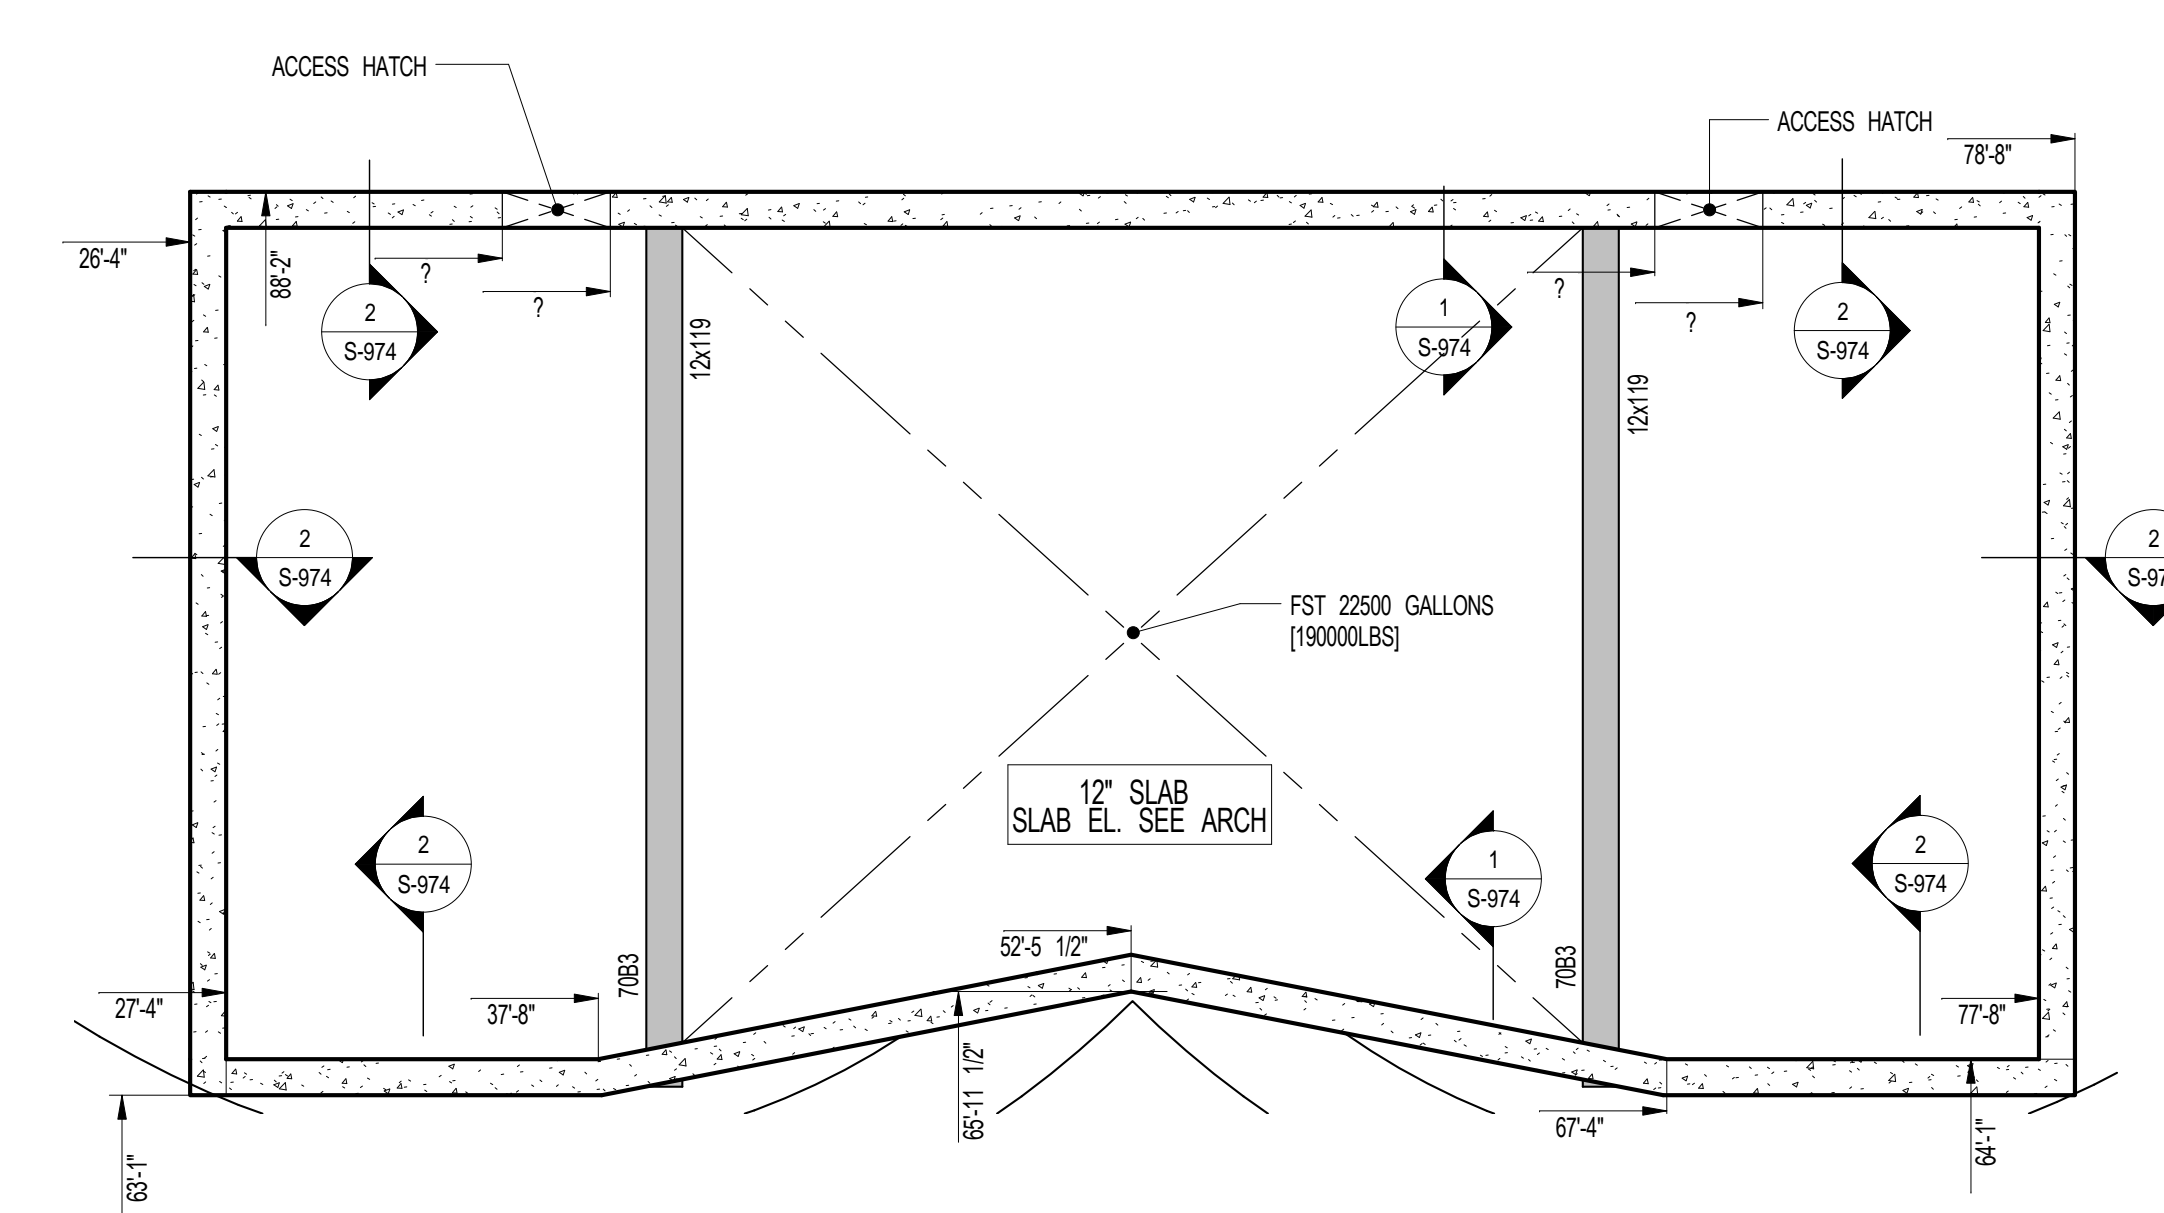 ACCESS HATCH
ACCESS HATCH
78'-8"
26'-4"
88'-2"
?
?
?
?
2
S-974
1
S-974
2
S-974
12x119
12x119
2
S-974
2
S-97
FST 22500 GALLONS
[190000LBS]
12" SLAB
SLAB EL. SEE ARCH
2
S-974
1
S-974
2
S-974
52'-5 1/2"
70B3
70B3
27'-4"
37'-8"
77'-8"
65'-11 1/2"
67'-4"
64'-1"
63'-1"